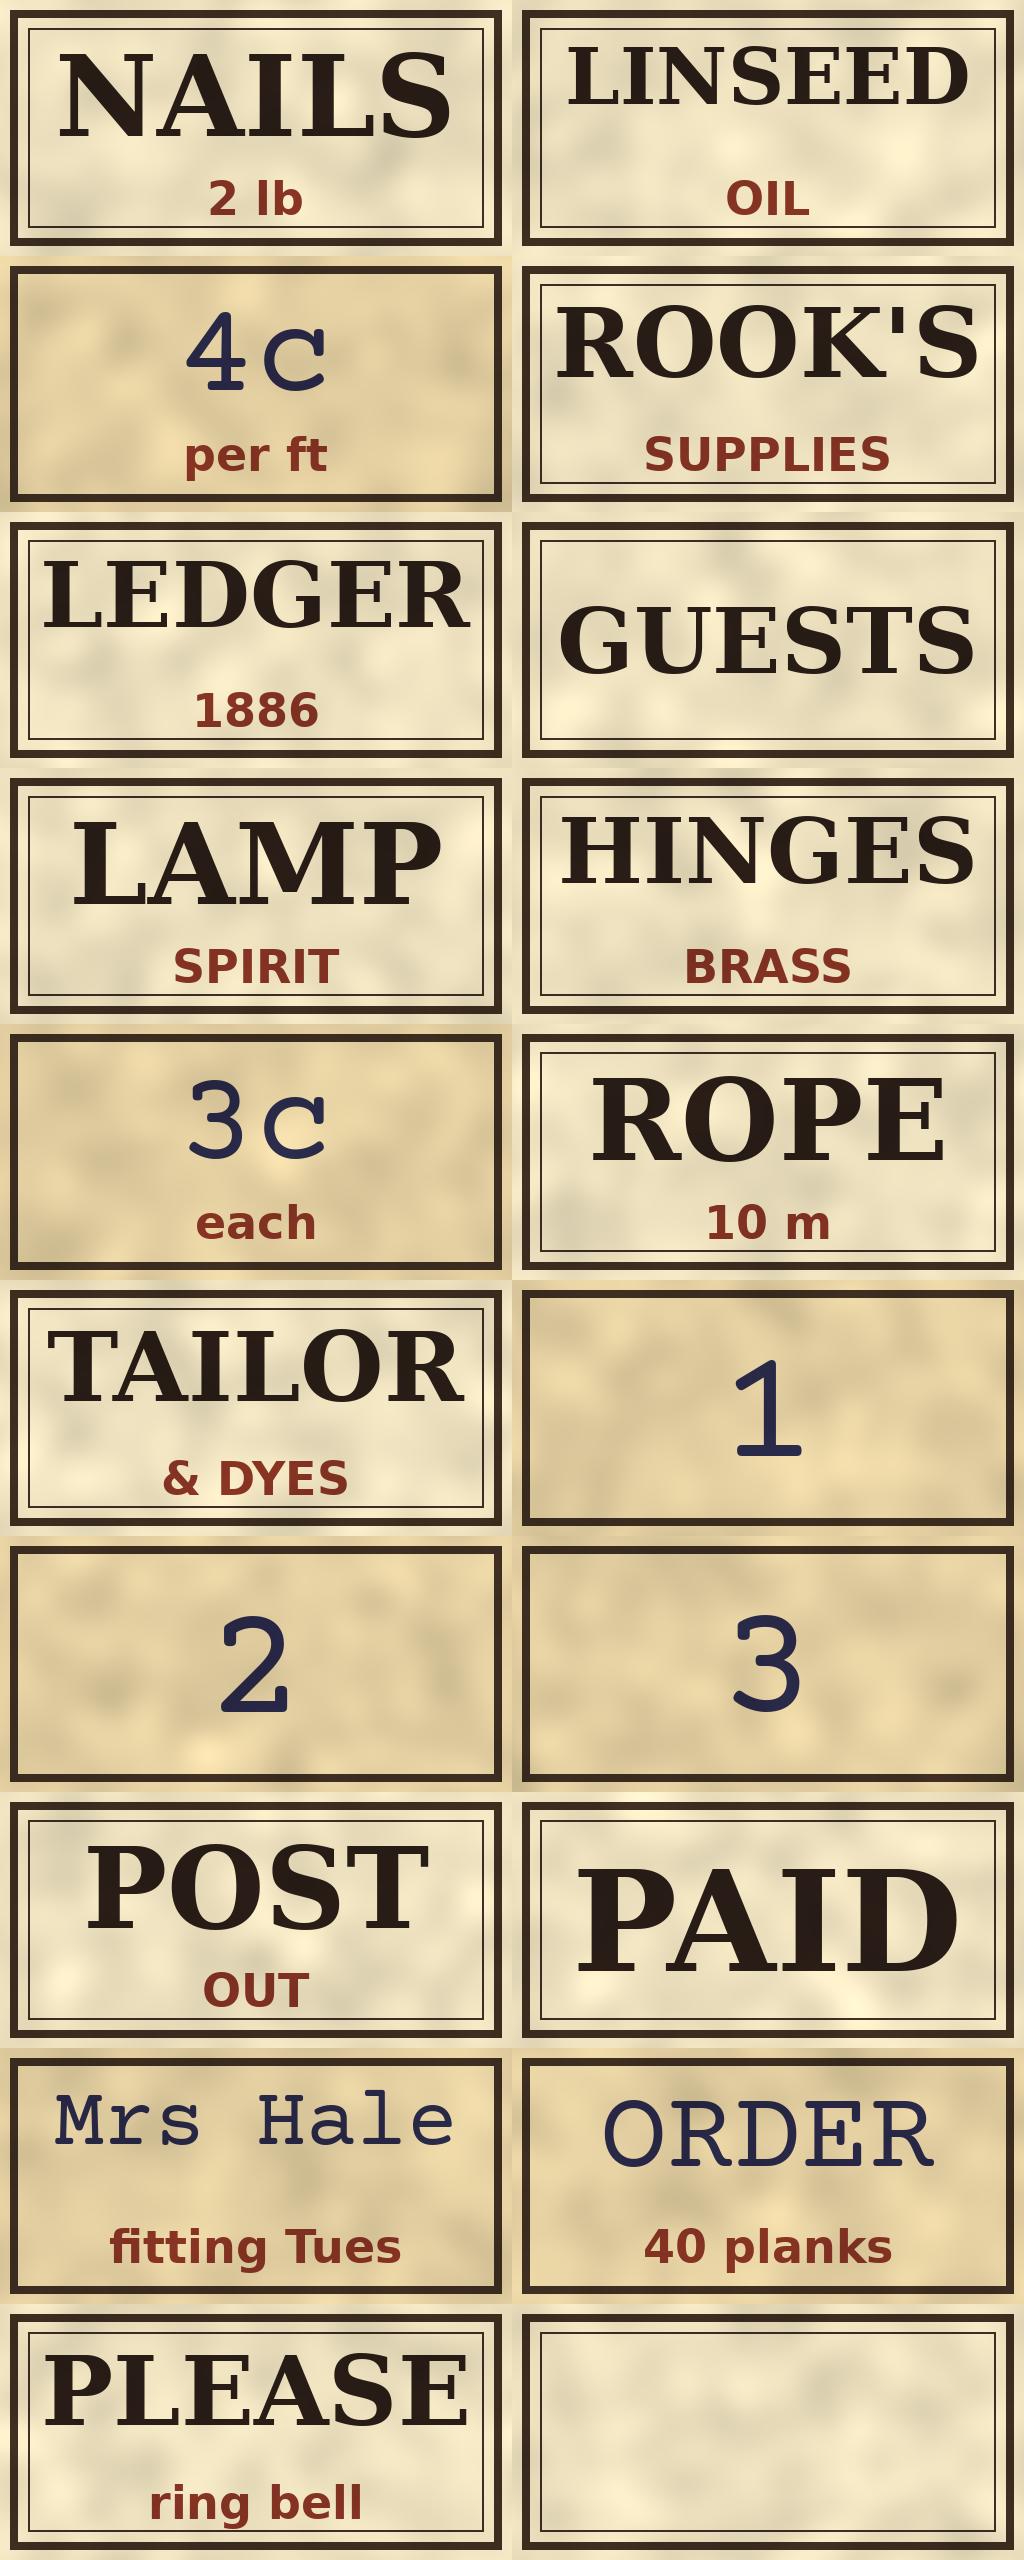 NAILS
2 lb
LINSEED
OIL
4c
per ft
ROOK'S
SUPPLIES
LEDGER
1886
GUESTS
LAMP
SPIRIT
HINGES
BRASS
3c
each
ROPE
10 m
TAILOR
& DYES
1
2
3
POST
OUT
PAID
Mrs Hale
fitting Tues
ORDER
40 planks
PLEASE
ring bell